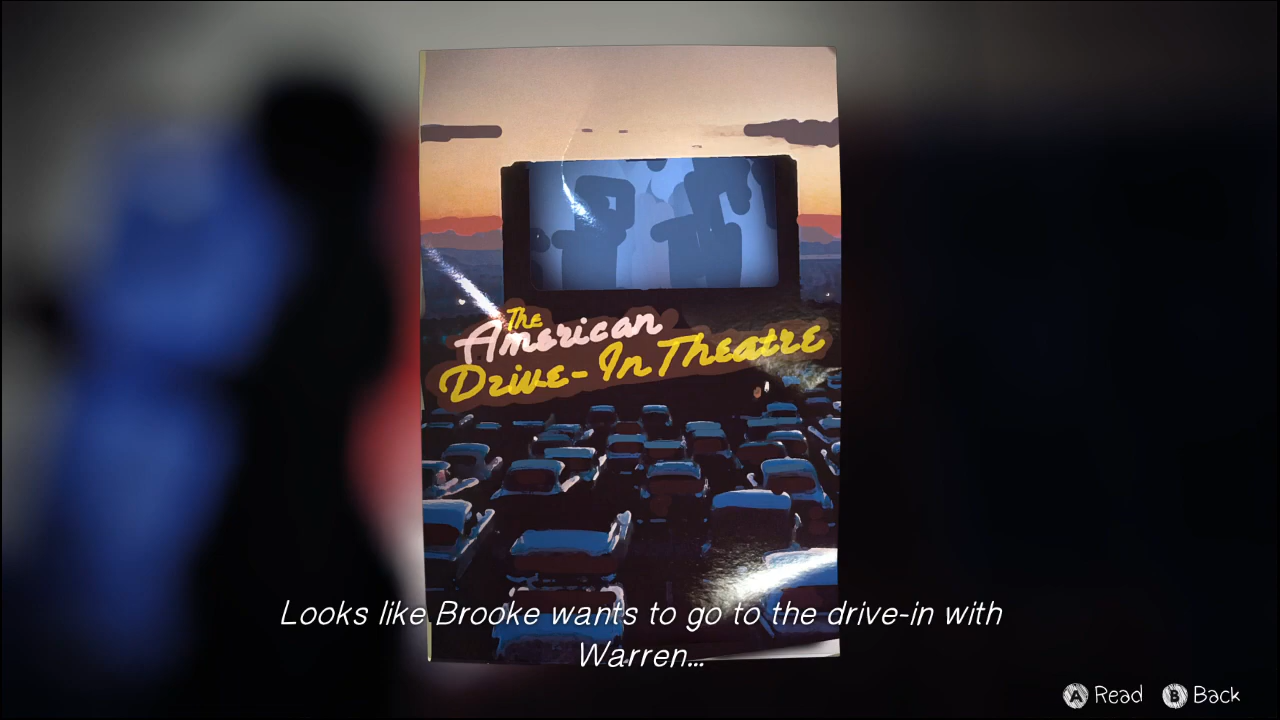 The
American
Drive-In Theatre
Looks like Brooke wants to go to the drive-in with
Warren...
A Read B Back